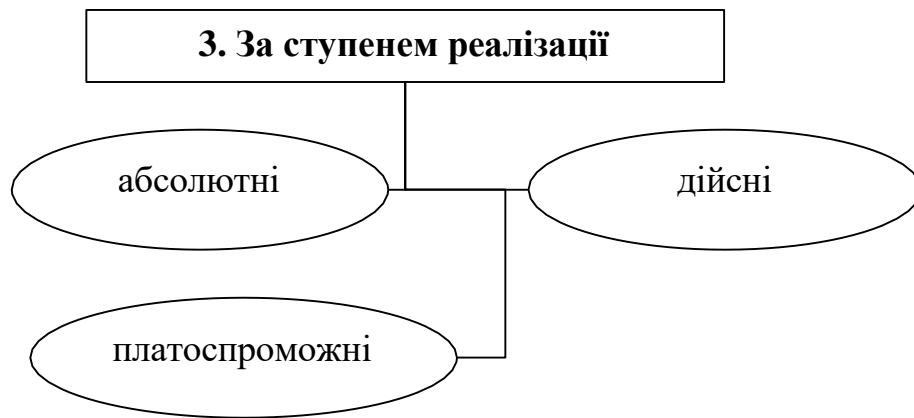 3. За ступенем реалізації
абсолютні
дійсні
платоспроможні